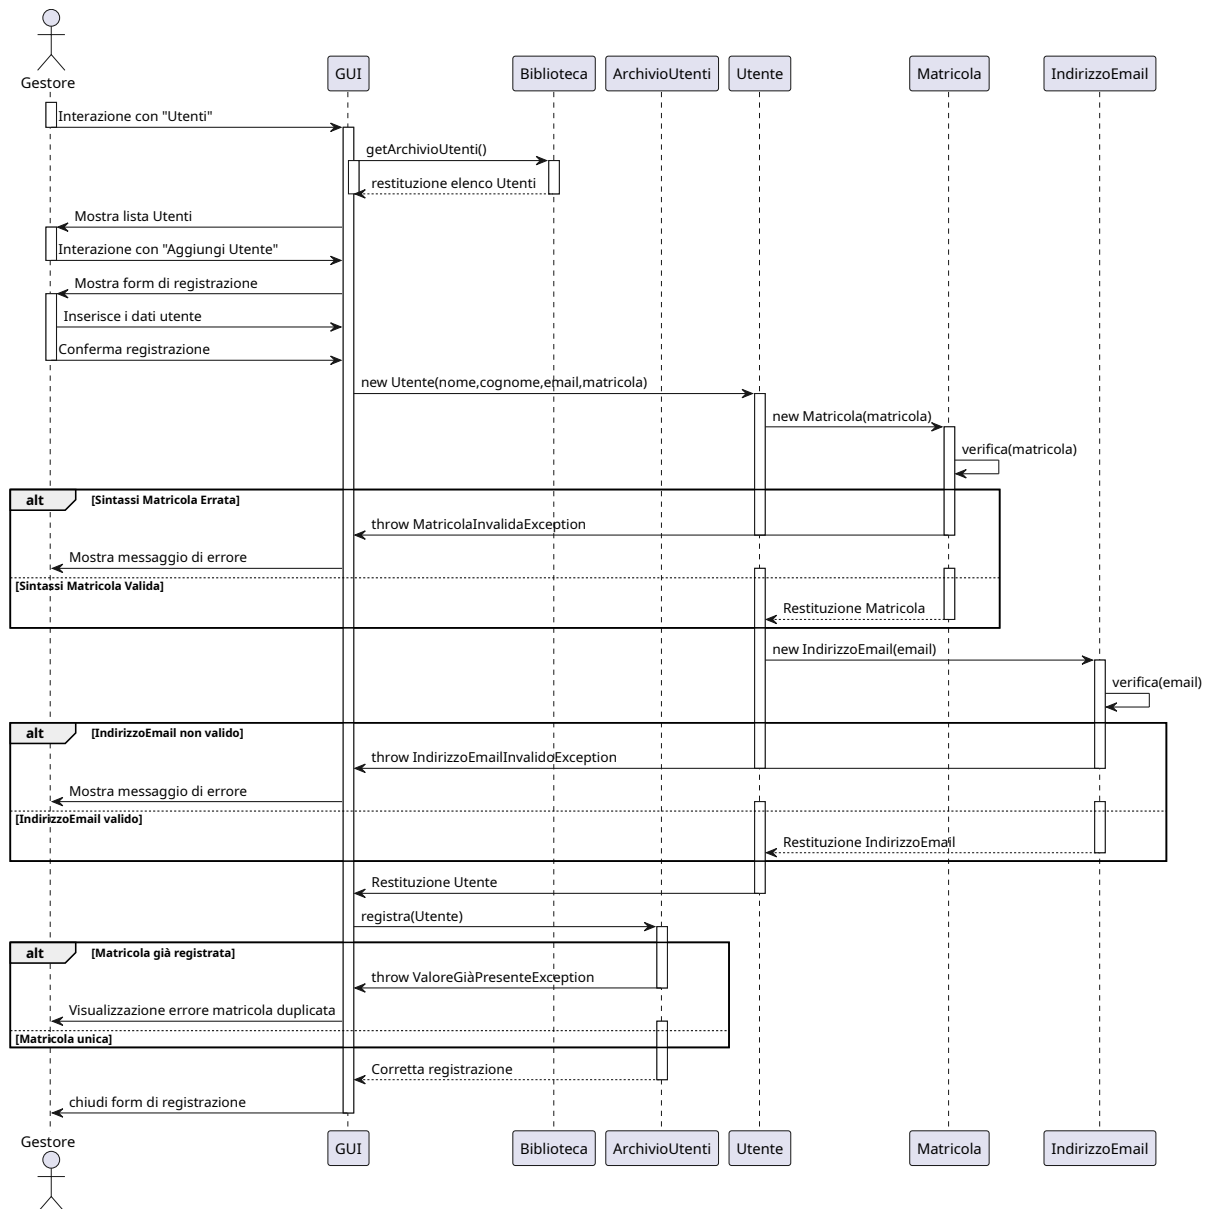 Gestore
GUI
Biblioteca
ArchivioUtenti
Utente
Matricola
IndirizzoEmail
Interazione con "Utenti"
getArchivioUtenti()
restituzione elenco Utenti
Mostra lista Utenti
Interazione con "Aggiungi Utente"
Mostra form di registrazione
Inserisce i dati utente
Conferma registrazione
new Utente(nome,cognome,email,matricola)
new Matricola(matricola)
verifica(matricola)
alt [Sintassi Matricola Errata]
throw MatricolaInvalidaException
Mostra messaggio di errore
[Sintassi Matricola Valida]
Restituzione Matricola
new IndirizzoEmail(email)
verifica(email)
alt [IndirizzoEmail non valido]
throw IndirizzoEmailInvalidoException
Mostra messaggio di errore
[IndirizzoEmail valido]
Restituzione IndirizzoEmail
Restituzione Utente
registra(Utente)
alt [Matricola già registrata]
throw ValoreGiàPresenteException
Visualizzazione errore matricola duplicata
[Matricola unica]
Corretta registrazione
chiudi form di registrazione
Gestore
GUI
Biblioteca
ArchivioUtenti
Utente
Matricola
IndirizzoEmail